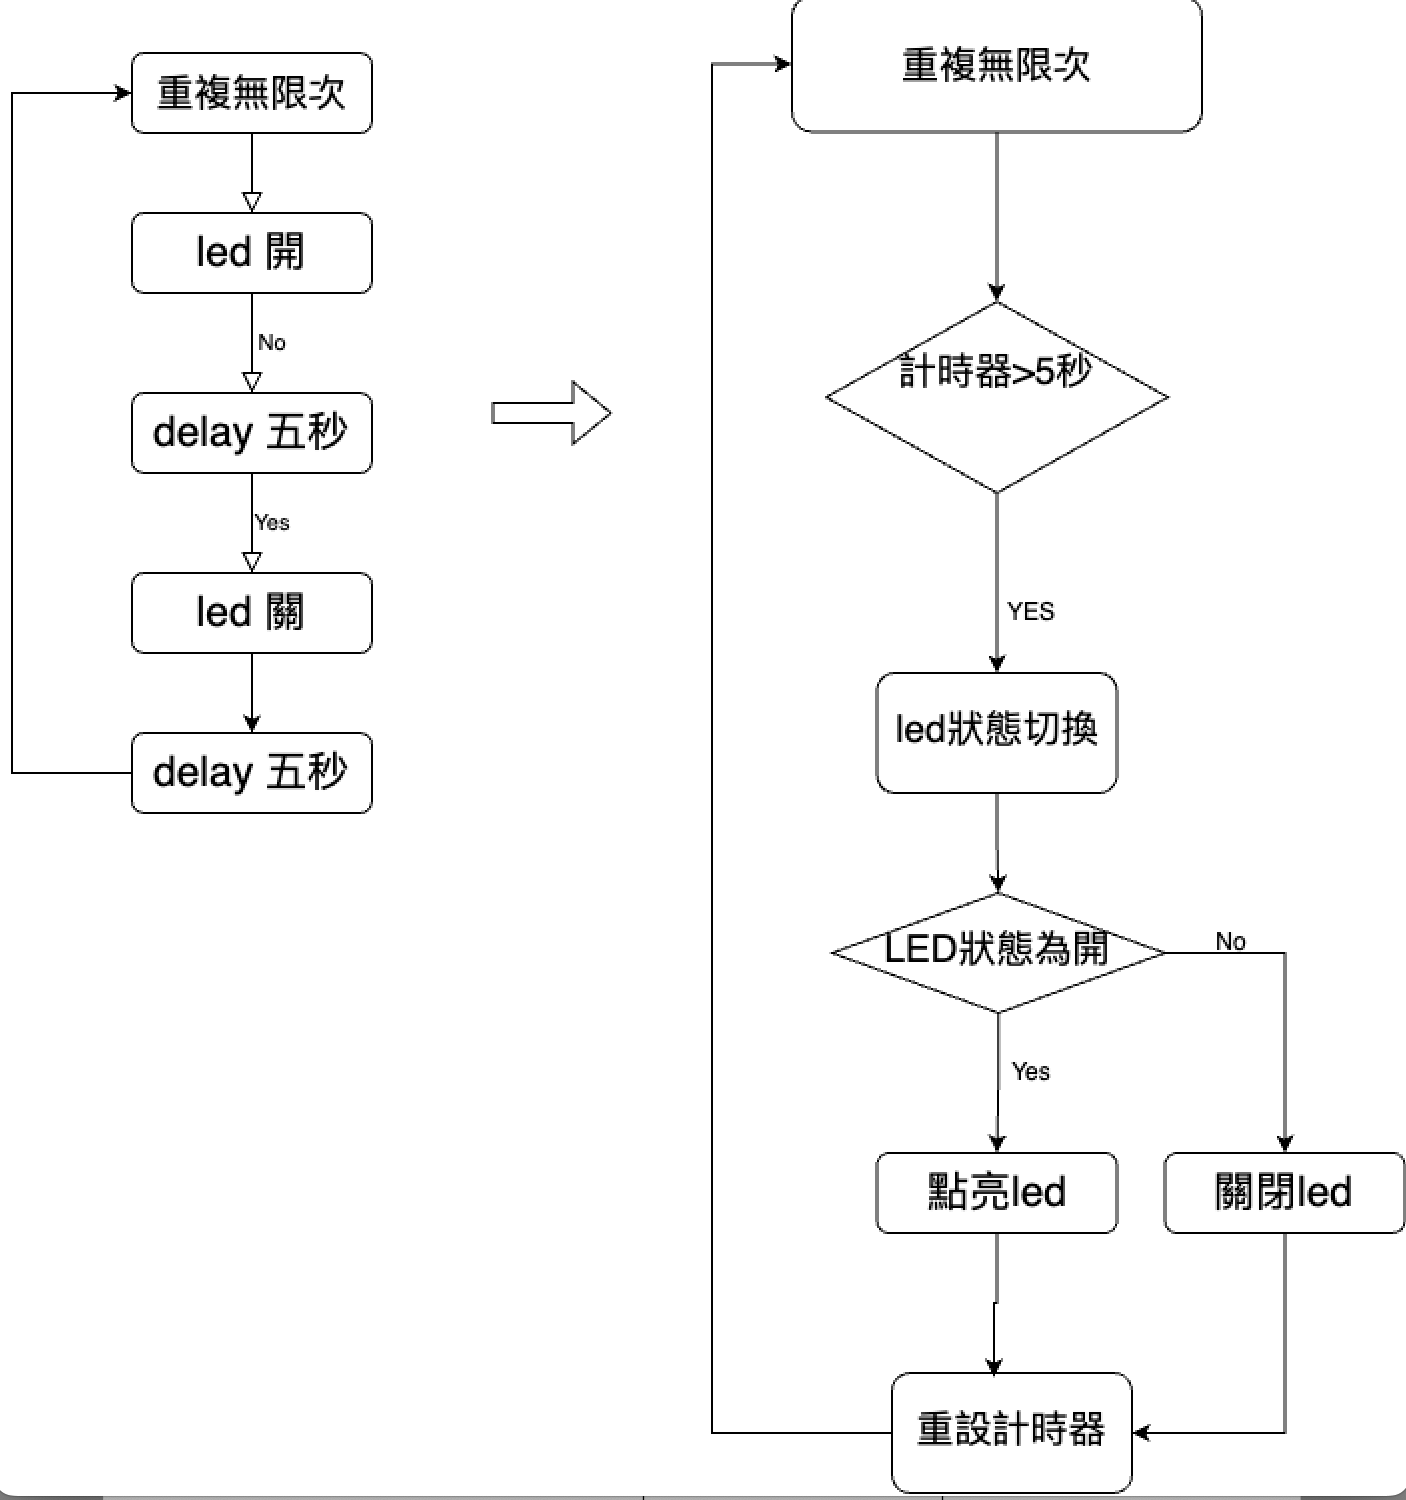 重複無限次
led 開
No
delay 五秒
Yes
led 關
delay 五秒
重複無限次
計時器>5秒
YES
led狀態切換
LED狀態為開
No
Yes
點亮led
關閉led
重設計時器